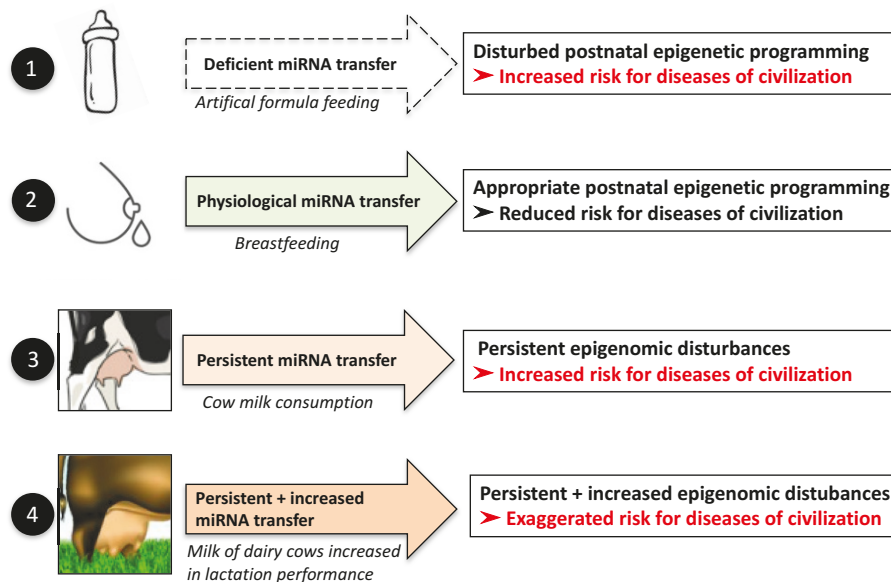 1
Deficient miRNA transfer
Artifical formula feeding
Disturbed postnatal epigenetic programming
➤ Increased risk for diseases of civilization
2
Physiological miRNA transfer
Breastfeeding
Appropriate postnatal epigenetic programming
➤ Reduced risk for diseases of civilization
3
Persistent miRNA transfer
Cow milk consumption
Persistent epigenomic disturbances
➤ Increased risk for diseases of civilization
4
Persistent + increased
miRNA transfer
Milk of dairy cows increased
in lactation performance
Persistent + increased epigenomic distubances
➤ Exaggerated risk for diseases of civilization